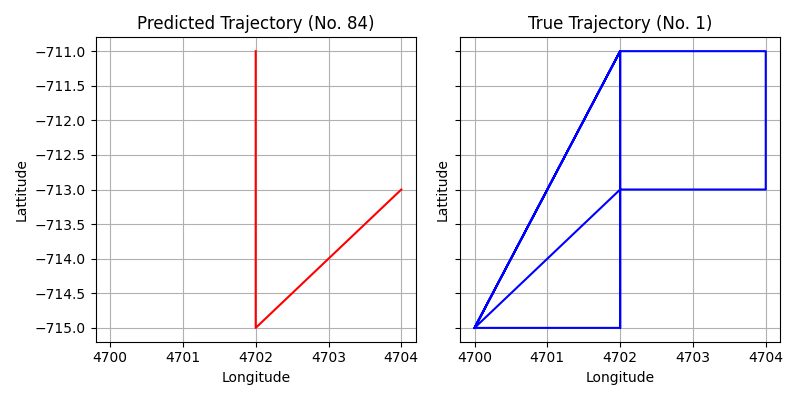 Predicted Trajectory (No. 84)
Lattitude
−711.0
−711.5
−712.0
−712.5
−713.0
−713.5
−714.0
−714.5
−715.0
4700 4701 4702 4703 4704
Longitude
True Trajectory (No. 1)
Lattitude
4700 4701 4702 4703 4704
Longitude